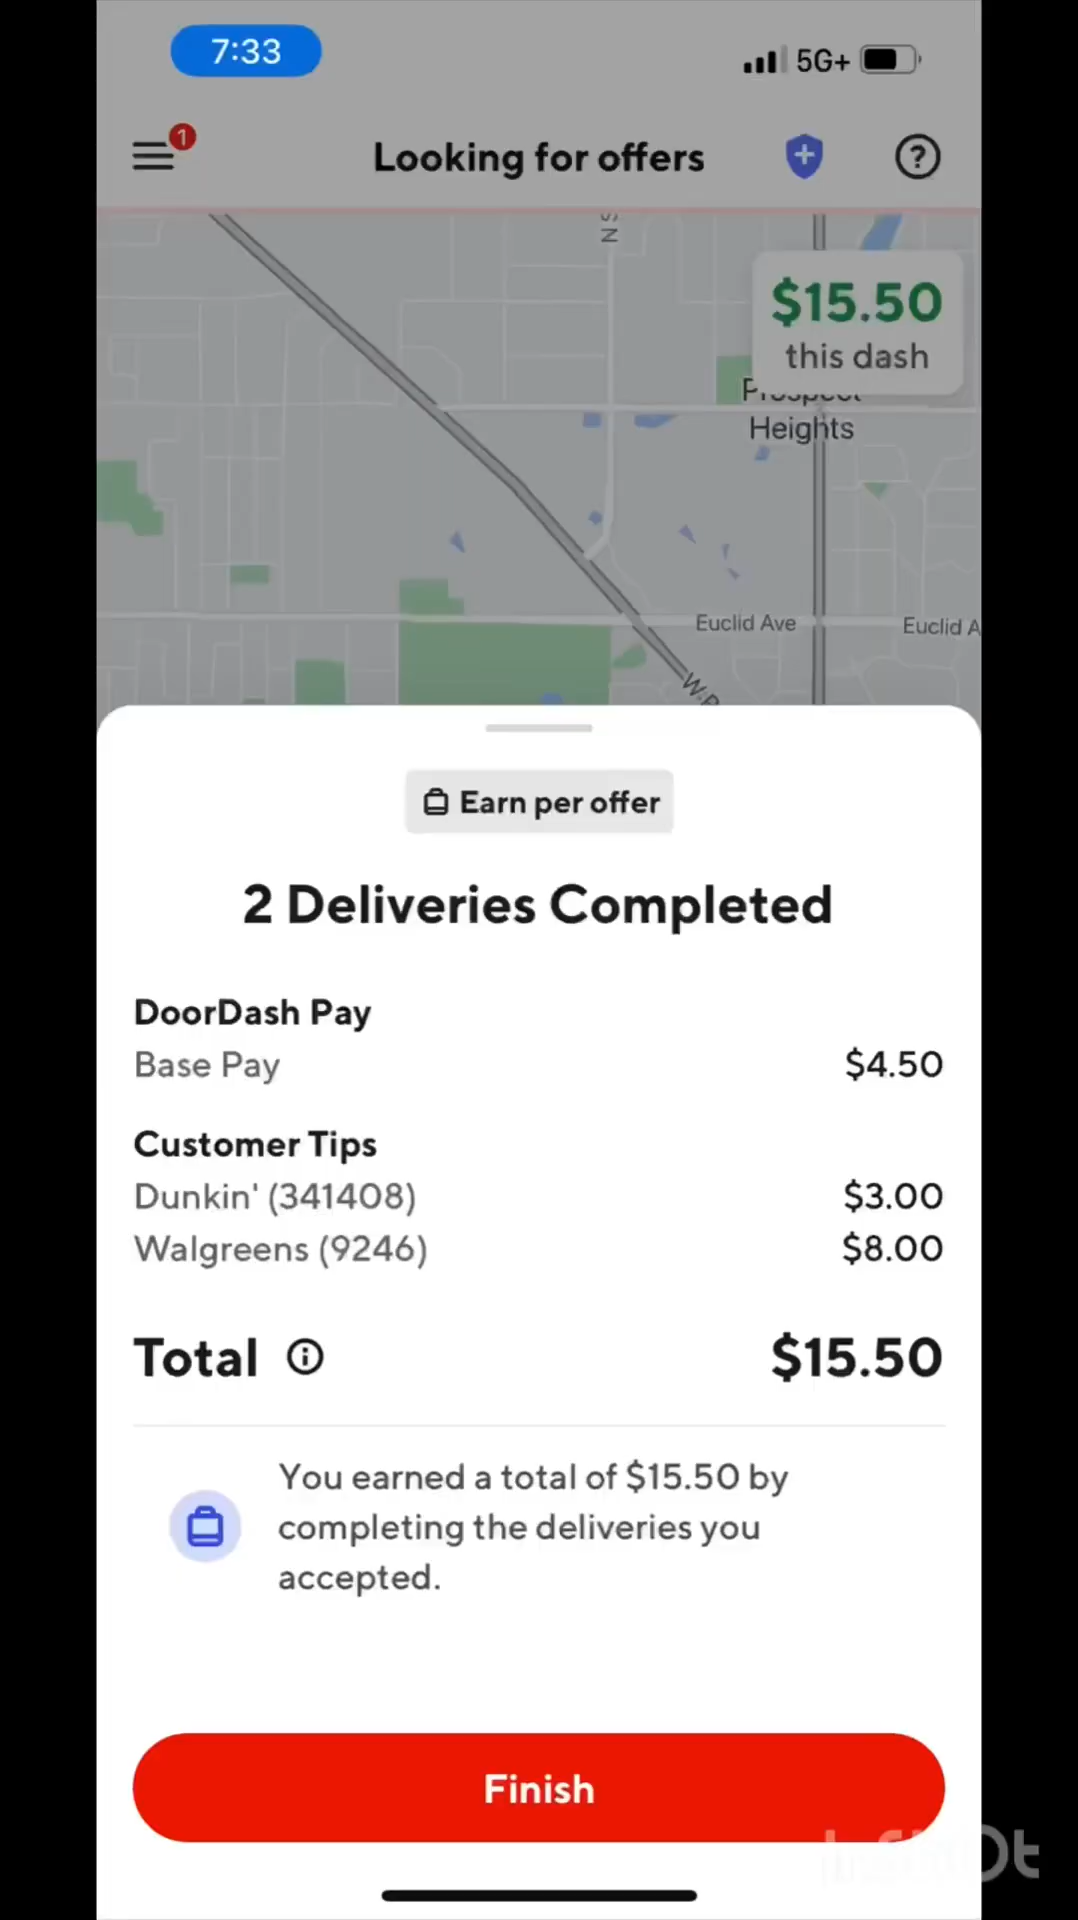 7:33
5G+
1
Looking for offers
?
N S
$15.50
this dash
Prospect
Heights
Euclid Ave
Euclid A
Earn per offer
2 Deliveries Completed
DoorDash Pay
Base Pay $4.50
Customer Tips
Dunkin' (341408) $3.00
Walgreens (9246) $8.00
Total $15.50
You earned a total of $15.50 by
completing the deliveries you
accepted.
Finish